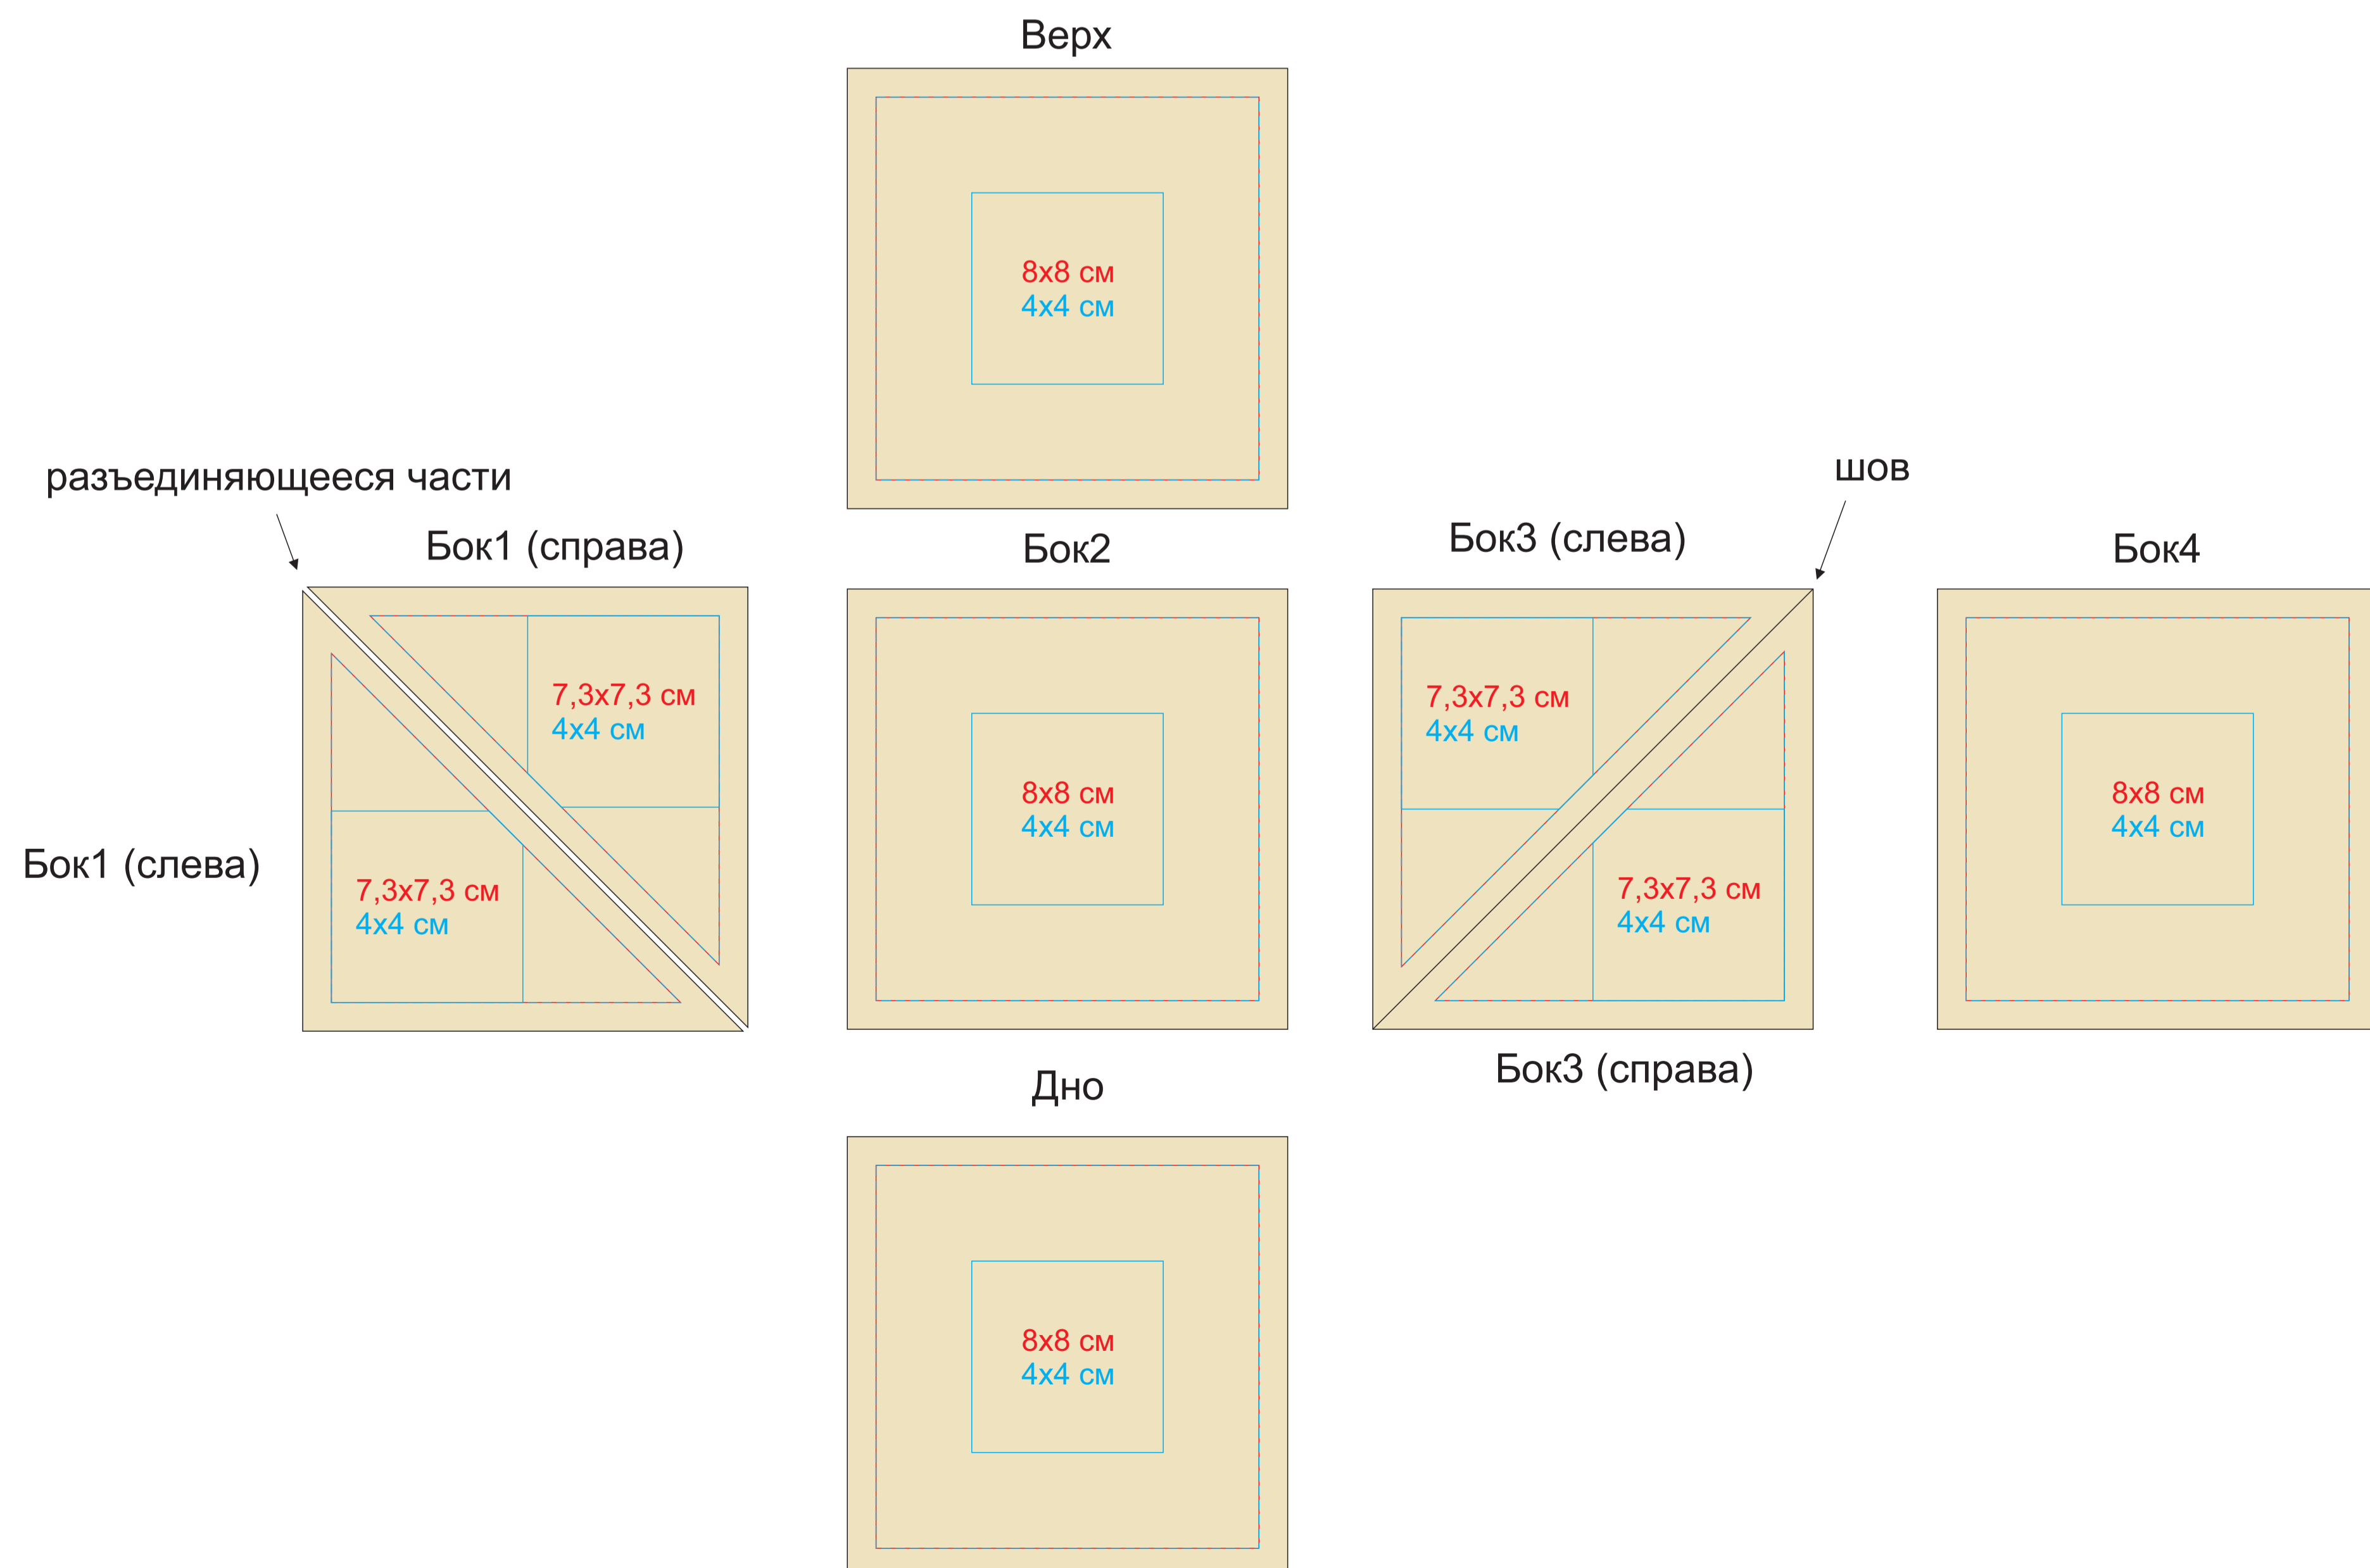 Верх
8х8 см
4х4 см
разъединяющееся части
шов
Бок1 (справа)
Бок2
Бок3 (слева)
Бок4
7,3х7,3 см
4х4 см
7,3х7,3 см
4х4 см
8х8 см
4х4 см
8х8 см
4х4 см
Бок1 (слева)
7,3х7,3 см
4х4 см
7,3х7,3 см
4х4 см
Бок3 (справа)
Дно
8х8 см
4х4 см